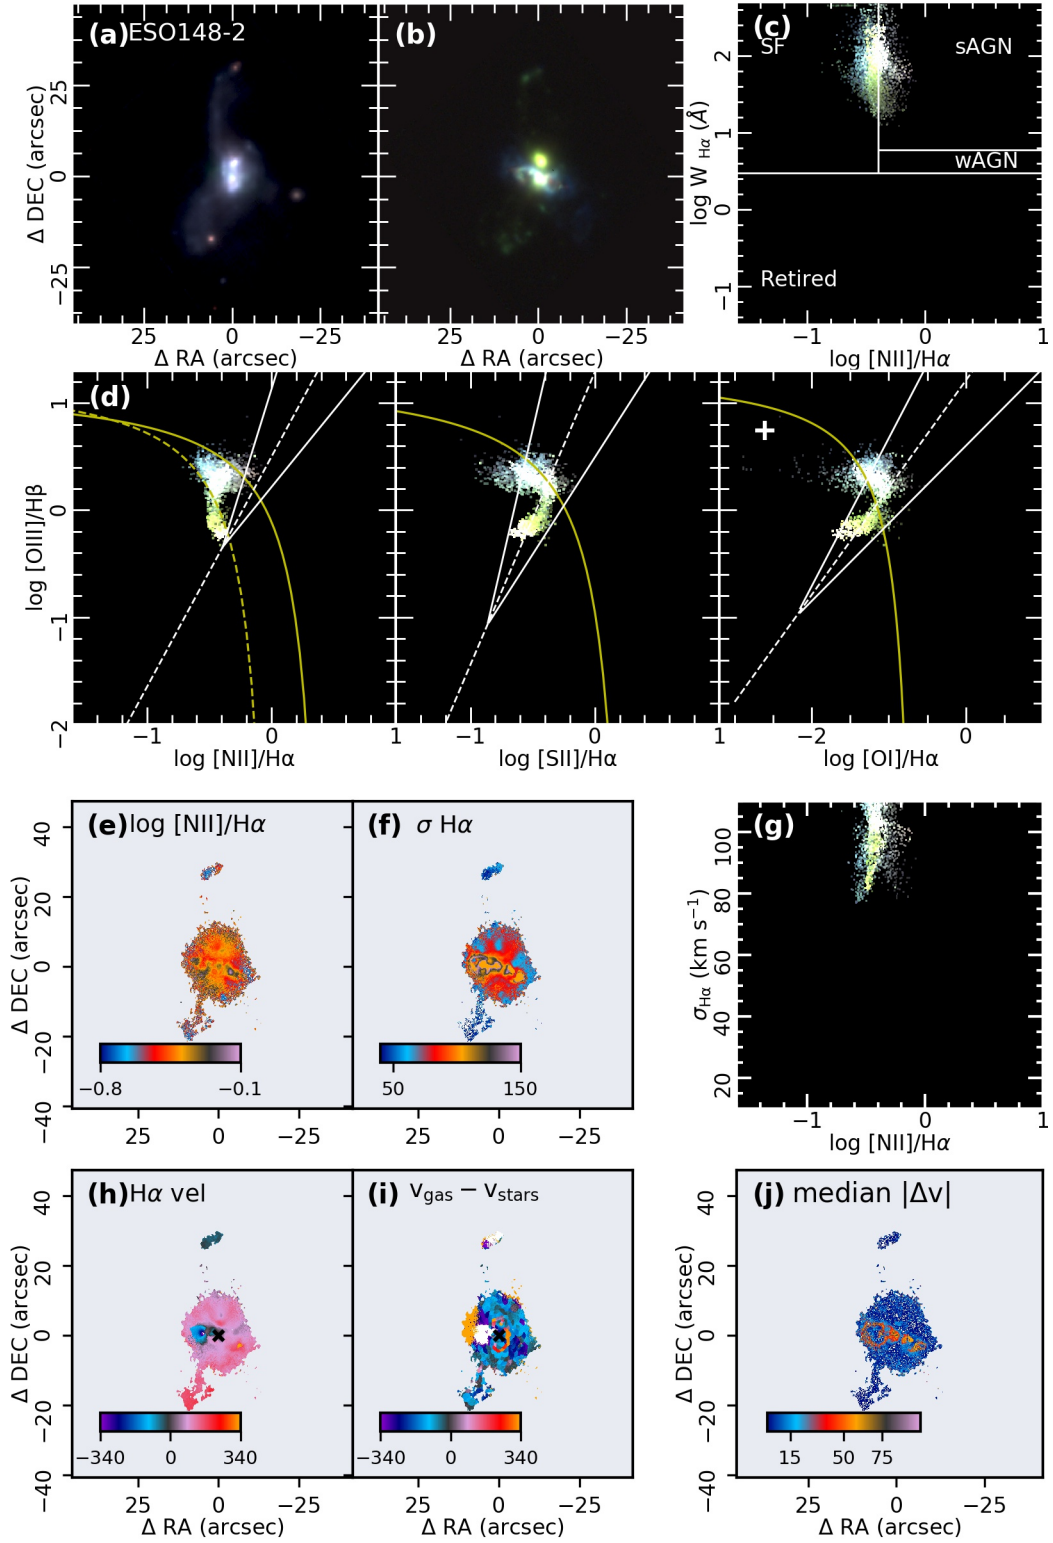 (a) ESO148-2
(b)
(c)
SF
sAGN
wAGN
Retired
Δ DEC (arcsec)
25
0
−25
25 0 −25
Δ RA (arcsec)
25 0 −25
Δ RA (arcsec)
log W Hα (Å)
2
1
0
−1
−1 0 1
log [NII]/Hα
(d)
+
log [OIII]/Hβ
1
0
−1
−2
−1 0 1
log [NII]/Hα
−1 0
log [SII]/Hα
−2 0
log [OI]/Hα
(e) log [NII]/Hα
−0.8 −0.1
Δ DEC (arcsec)
40
20
0
−20
−40
25 0 −25
(f) σ Hα
50 150
25 0 −25
(g)
σHα (km s−1)
100
80
60
40
20
−1 0 1
log [NII]/Hα
(h) Hα vel
−340 0 340
Δ DEC (arcsec)
40
20
0
−20
−40
25 0 −25
Δ RA (arcsec)
(i) vgas − vstars
−340 0 340
25 0 −25
Δ RA (arcsec)
(j) median |Δv|
15 50 75
Δ DEC (arcsec)
40
20
0
−20
−40
25 0 −25
Δ RA (arcsec)